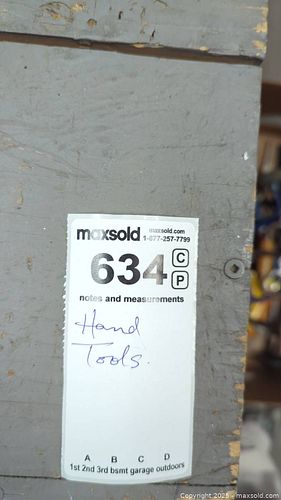 maxsold maxsold.com
1-877-257-7799
634 C
P
notes and measurements
Hand
Tools.
A B C D
1st 2nd 3rd bsmt garage outdoors
Copyright 2025 - maxsold.com